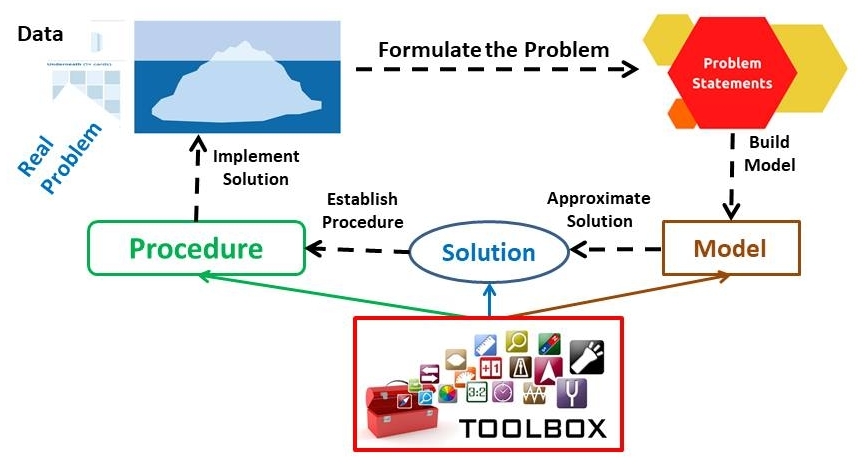 Data
Underneath (5+ cards)
Real
Problem
Formulate the Problem
Problem
Statements
Implement
Solution
Establish
Procedure
Approximate
Solution
Build
Model
Procedure
Solution
Model
+1
3:2
TOOLBOX